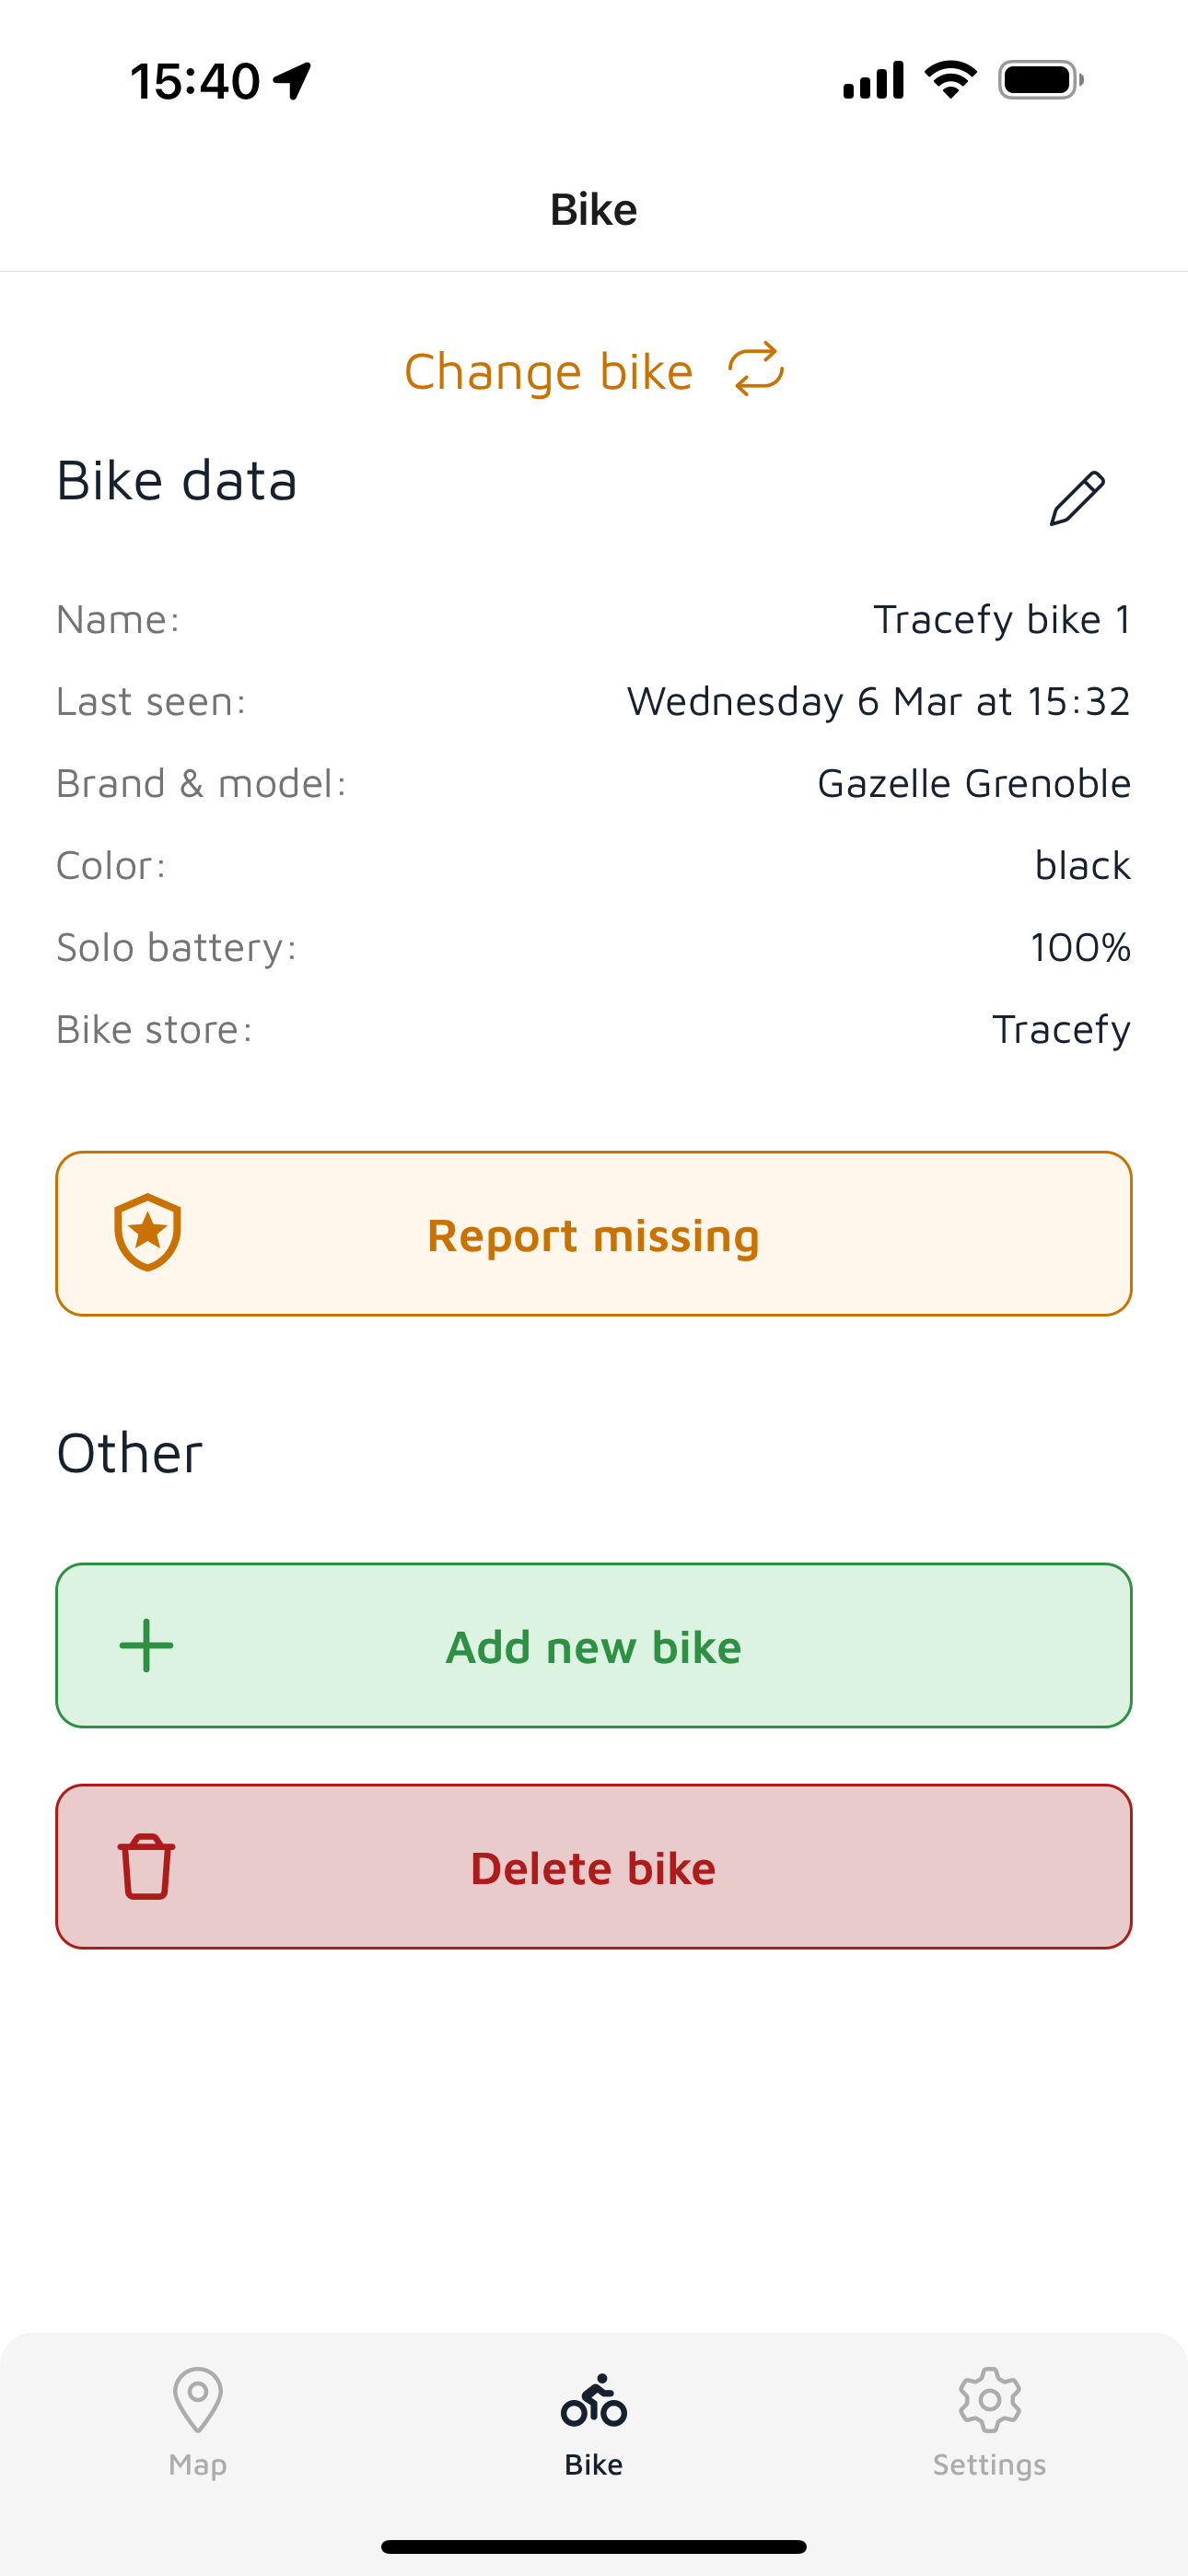 15:40
Bike
Change bike
Bike data
Name: Tracefy bike 1
Last seen: Wednesday 6 Mar at 15:32
Brand & model: Gazelle Grenoble
Color: black
Solo battery: 100%
Bike store: Tracefy
Report missing
Other
Add new bike
Delete bike
Map Bike Settings